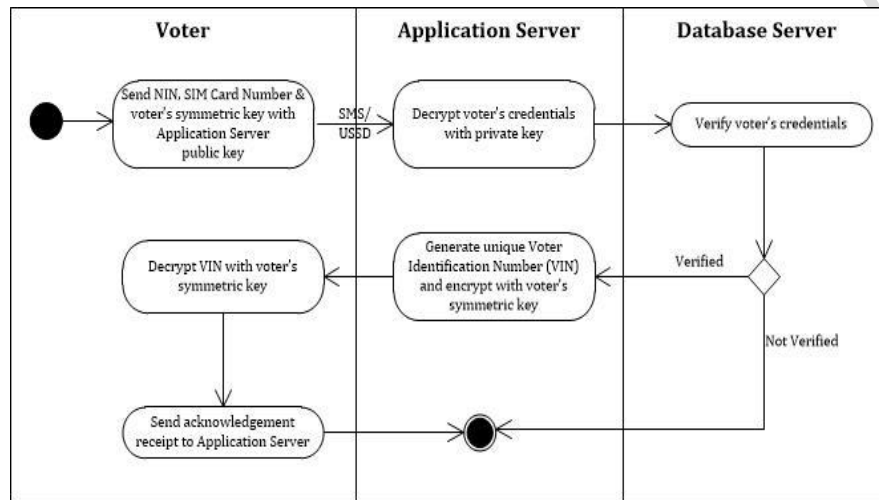 Voter
Application Server
Database Server
Send NIN, SIM Card Number &
voter's symmetric key with
Application Server
public key
SMS/
USSD
Decrypt voter's credentials
with private key
Verify voter's credentials
Decrypt VIN with voter's
symmetric key
Generate unique Voter
Identification Number (VIN)
and encrypt with voter's
symmetric key
Verified
Not Verified
Send acknowledgement
receipt to Application Server